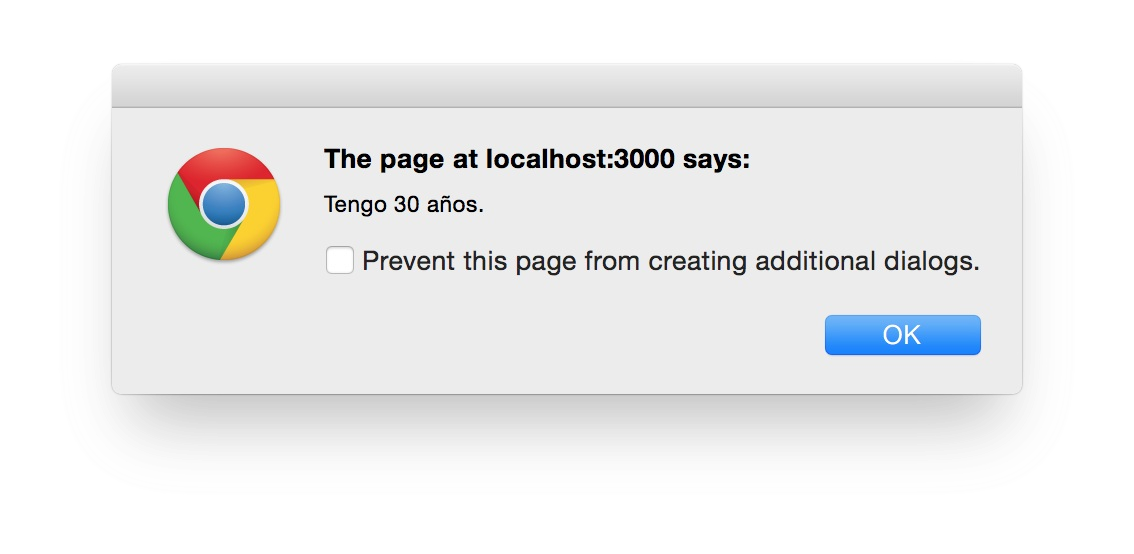 The page at localhost:3000 says:
Tengo 30 años.
Prevent this page from creating additional dialogs.
OK